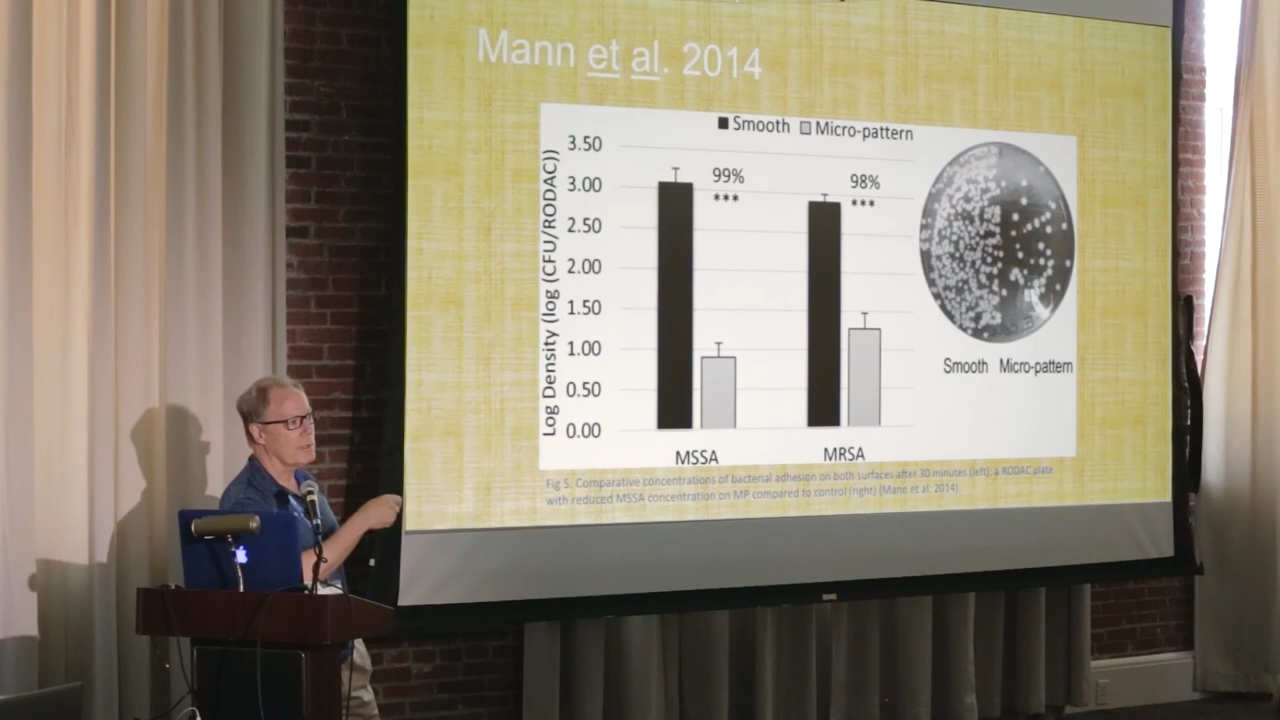 Mann et al. 2014
Smooth Micro-pattern
Log Density (log (CFU/RODAC))
3.50
3.00
2.50
2.00
1.50
1.00
0.50
0.00
99%
***
98%
***
MSSA
MRSA
Smooth Micro-pattern
Fig 5. Comparative concentrations of bacterial adhesion on both surfaces after 30 minutes (left); a RODAC plate
with reduced MSSA concentration on MP compared to control (right) (Mann et al. 2014)